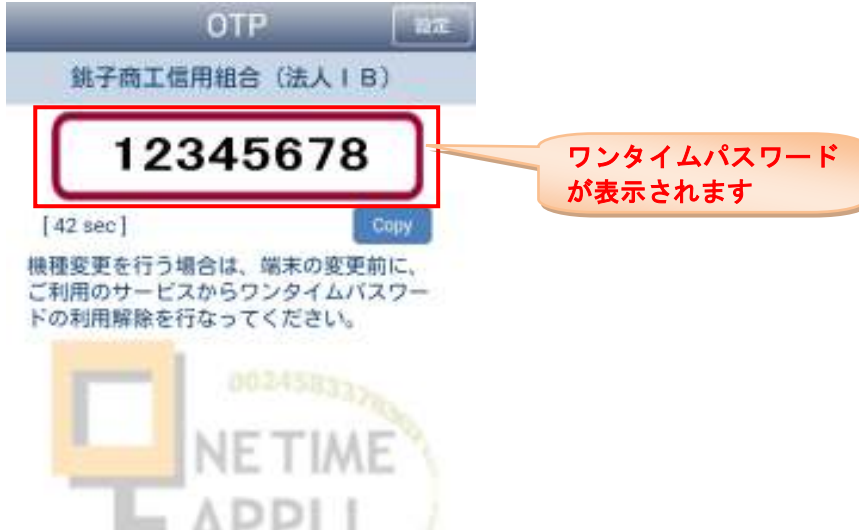 OTP
設定
銚子商工信用組合（法人ＩＢ）
12345678
ワンタイムパスワード
が表示されます
[ 42 sec ]
Copy
機種変更を行う場合は、端末の変更前に、
ご利用のサービスからワンタイムパスワー
ドの利用解除を行なってください。
NE TIME
APPLI